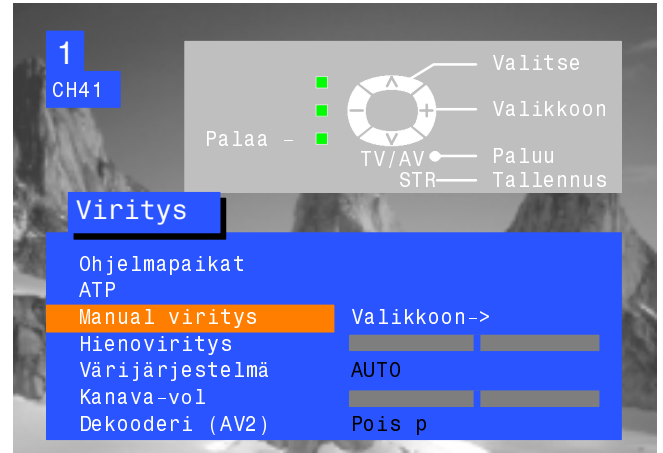 1
CH41
Valitse
Valikkoon
Palaa -
TV/AV Paluu
STR Tallennus
Viritys
Ohjelmapaikat
ATP
Manual viritys Valikkoon->
Hienoviritys
Värijärjestelmä AUTO
Kanava-vol
Dekooderi (AV2) Pois p